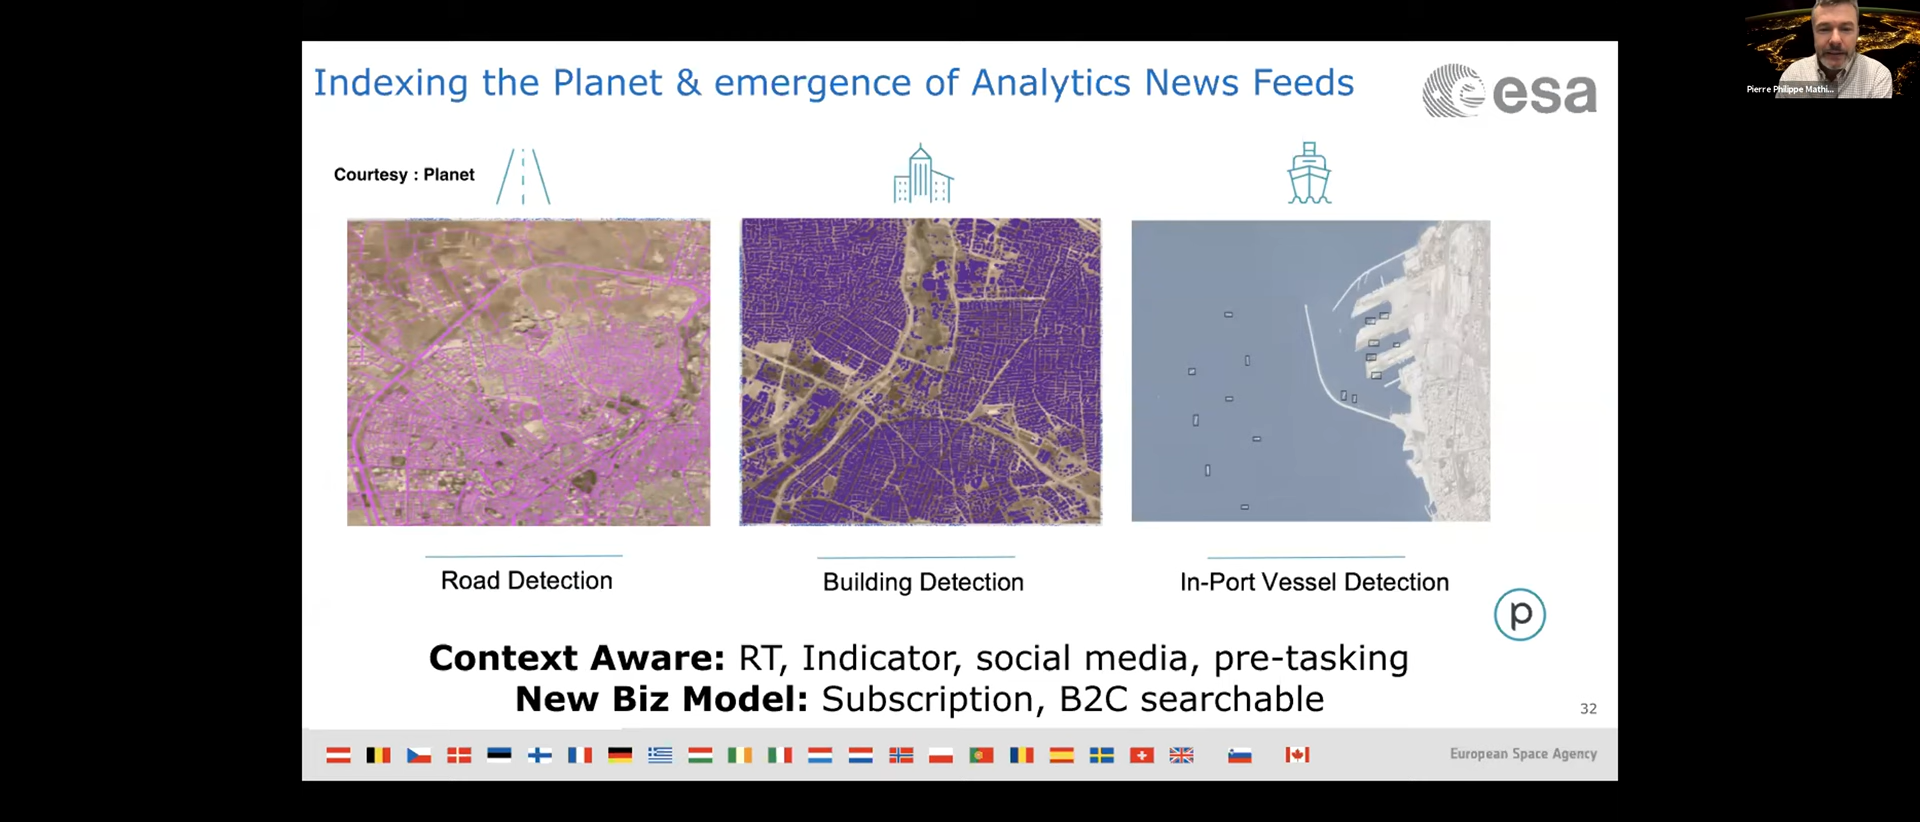 Indexing the Planet & emergence of Analytics News Feeds
esa
Courtesy : Planet
Road Detection
Building Detection
In-Port Vessel Detection
p
Context Aware: RT, Indicator, social media, pre-tasking
New Biz Model: Subscription, B2C searchable
32
European Space Agency
Pierre Philippe Mathi...